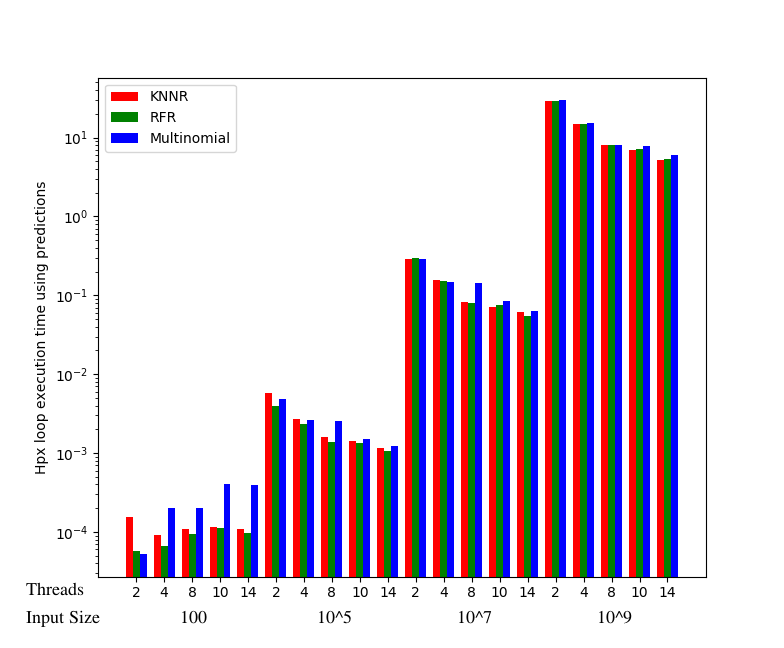 KNNR
RFR
Multinomial
Hpx loop execution time using predictions
10^1
10^0
10^-1
10^-2
10^-3
10^-4
Threads 2 4 8 10 14 2 4 8 10 14 2 4 8 10 14 2 4 8 10 14
Input Size 100 10^5 10^7 10^9